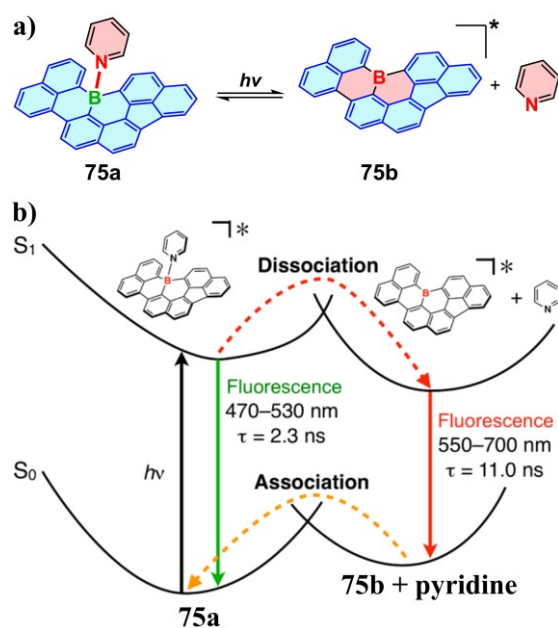 a)
N
B
75a
hν
B
*
75b
+
N
b)
S1
S0
N
B
*
Dissociation
B
*
+
N
hν
Fluorescence
470–530 nm
τ = 2.3 ns
Fluorescence
550–700 nm
τ = 11.0 ns
Association
75a
75b + pyridine